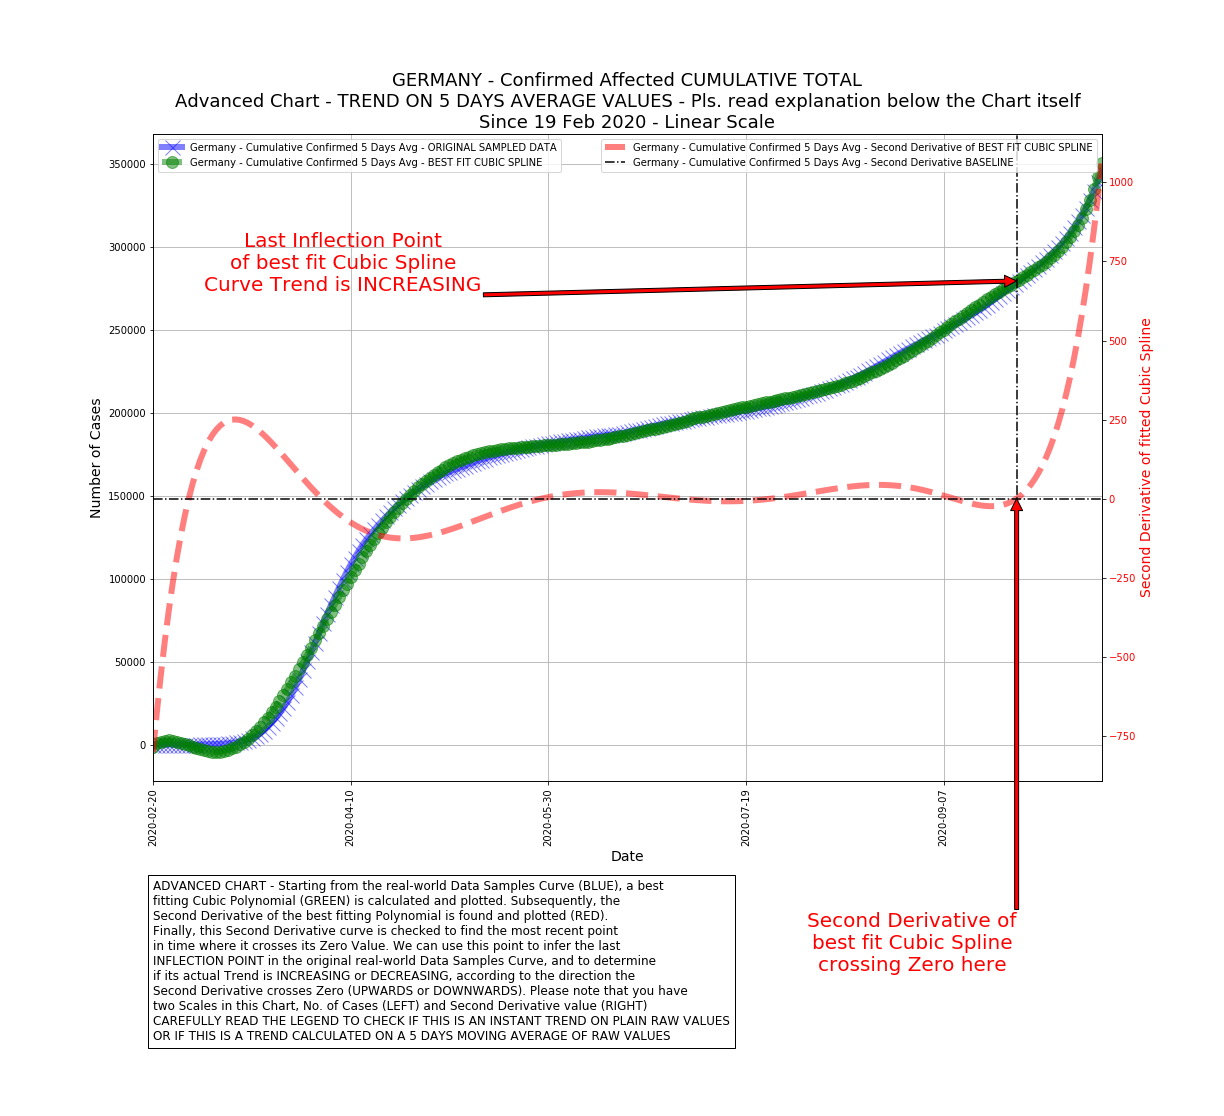 GERMANY - Confirmed Affected CUMULATIVE TOTAL
Advanced Chart - TREND ON 5 DAYS AVERAGE VALUES - Pls. read explanation below the Chart itself
Since 19 Feb 2020 - Linear Scale
Germany - Cumulative Confirmed 5 Days Avg - ORIGINAL SAMPLED DATA
Germany - Cumulative Confirmed 5 Days Avg - BEST FIT CUBIC SPLINE
Germany - Cumulative Confirmed 5 Days Avg - Second Derivative of BEST FIT CUBIC SPLINE
Germany - Cumulative Confirmed 5 Days Avg - Second Derivative BASELINE
Last Inflection Point
of best fit Cubic Spline
Curve Trend is INCREASING
Number of Cases
350000
300000
250000
200000
150000
100000
50000
0
1000
750
500
250
0
−250
−500
−750
Second Derivative of fitted Cubic Spline
2020-02-20
2020-04-10
2020-05-30
2020-07-19
2020-09-07
Date
Second Derivative of
best fit Cubic Spline
crossing Zero here
ADVANCED CHART - Starting from the real-world Data Samples Curve (BLUE), a best
fitting Cubic Polynomial (GREEN) is calculated and plotted. Subsequently, the
Second Derivative of the best fitting Polynomial is found and plotted (RED).
Finally, this Second Derivative curve is checked to find the most recent point
in time where it crosses its Zero Value. We can use this point to infer the last
INFLECTION POINT in the original real-world Data Samples Curve, and to determine
if its actual Trend is INCREASING or DECREASING, according to the direction the
Second Derivative crosses Zero (UPWARDS or DOWNWARDS). Please note that you have
two Scales in this Chart, No. of Cases (LEFT) and Second Derivative value (RIGHT)
CAREFULLY READ THE LEGEND TO CHECK IF THIS IS AN INSTANT TREND ON PLAIN RAW VALUES
OR IF THIS IS A TREND CALCULATED ON A 5 DAYS MOVING AVERAGE OF RAW VALUES